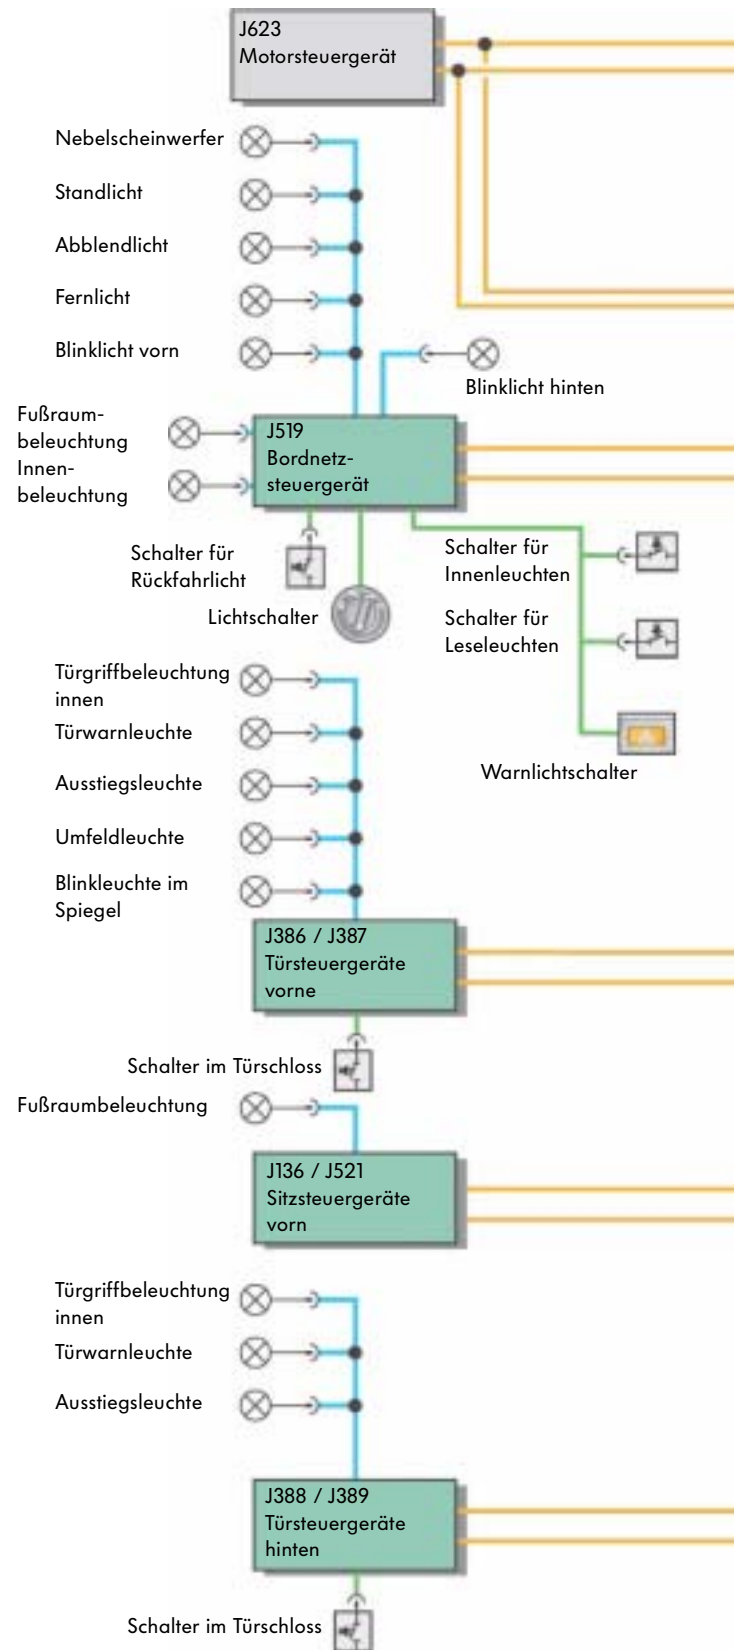 J623
Motorsteuergerät
Nebelscheinwerfer
Standlicht
Abblendlicht
Fernlicht
Blinklicht vorn
Blinklicht hinten
Fußraum-
beleuchtung
Innen-
beleuchtung
J519
Bordnetz-
steuergerät
Schalter für
Rückfahrlicht
Lichtschalter
Schalter für
Innenleuchten
Schalter für
Leseleuchten
Warnlichtschalter
Türgriffbeleuchtung
innen
Türwarnleuchte
Ausstiegsleuchte
Umfeldleuchte
Blinkleuchte im
Spiegel
J386 / J387
Türsteuergeräte
vorne
Schalter im Türschloss
Fußraumbeleuchtung
J136 / J521
Sitzsteuergeräte
vorn
Türgriffbeleuchtung
innen
Türwarnleuchte
Ausstiegsleuchte
J388 / J389
Türsteuergeräte
hinten
Schalter im Türschloss